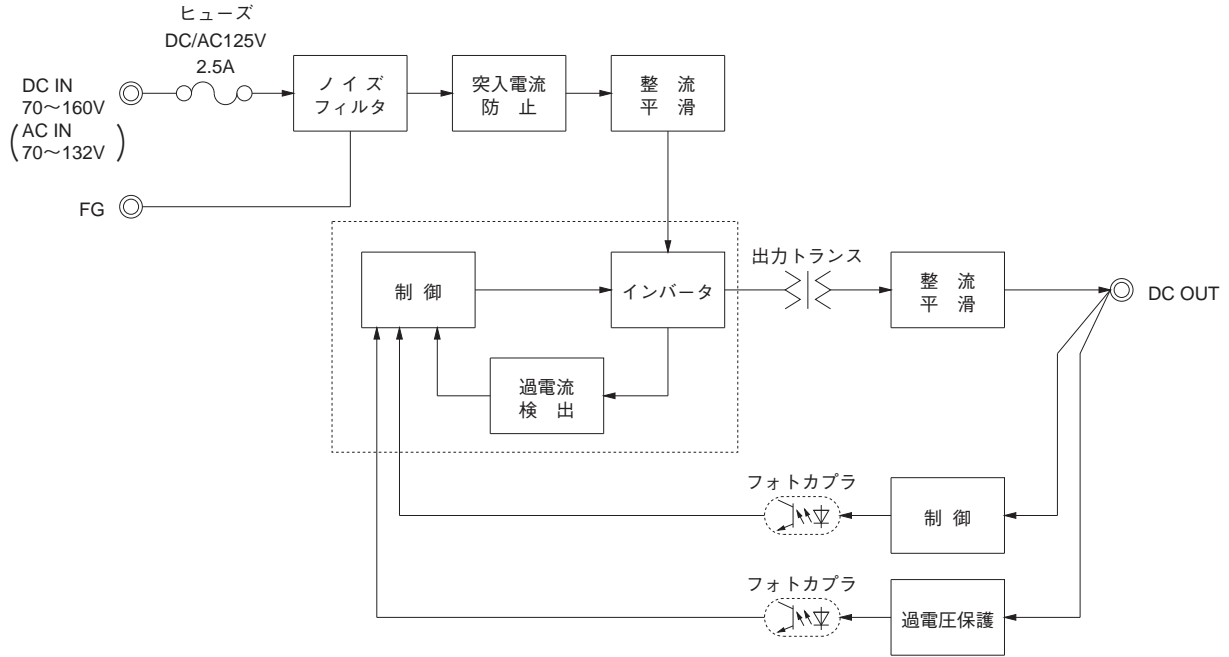 ヒューズ
DC/AC125V
2.5A
DC IN
70～160V
(AC IN
70～132V)
FG
ノイズ
フィルタ
突入電流
防 止
整 流
平 滑
制 御
インバータ
過電流
検 出
出力トランス
整 流
平 滑
DC OUT
フォトカプラ
制 御
フォトカプラ
過電圧保護